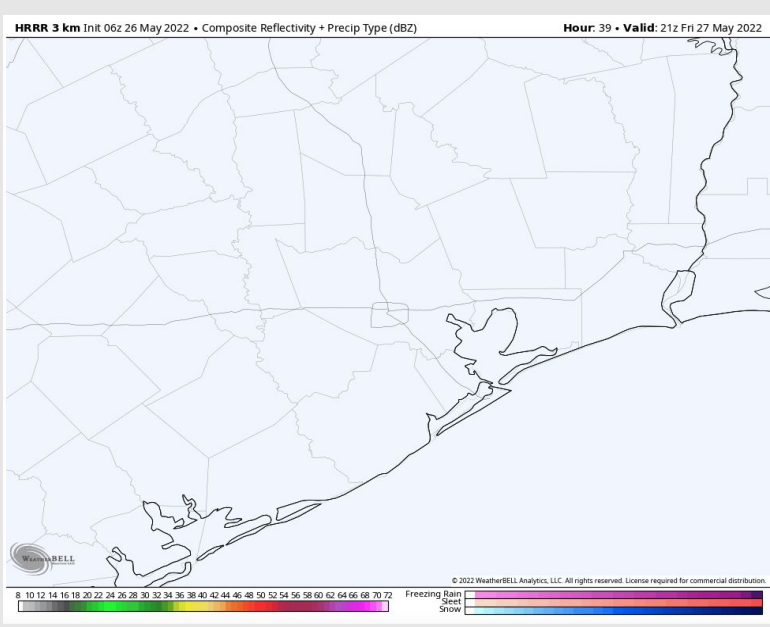 HRRR 3 km Init 06z 26 May 2022 • Composite Reflectivity + Precip Type (dBZ) Hour: 39 • Valid: 21z Fri 27 May 2022
WeatherBELL
© 2022 WeatherBELL Analytics, LLC. All rights reserved. License required for commercial distribution.
8 10 12 14 16 18 20 22 24 26 28 30 32 34 36 38 40 42 44 46 48 50 52 54 56 58 60 62 64 66 68 70 72
Freezing Rain
Sleet
Snow